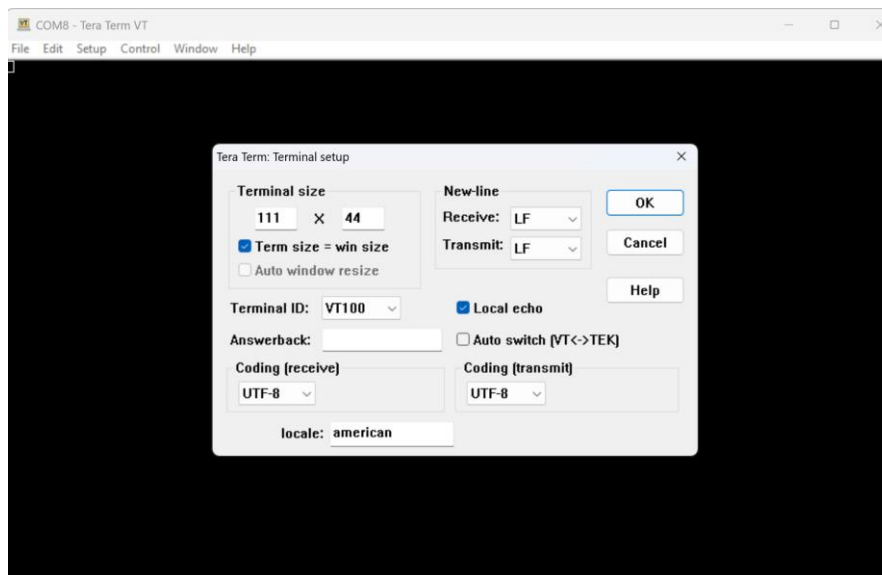 COM8 - Tera Term VT
File Edit Setup Control Window Help
Tera Term: Terminal setup
Terminal size
111 X 44
Term size = win size
Auto window resize
New-line
Receive: LF
Transmit: LF
OK
Cancel
Help
Terminal ID: VT100
Local echo
Answerback:
Auto switch (VT<->TEK)
Coding (receive)
UTF-8
Coding (transmit)
UTF-8
locale: american